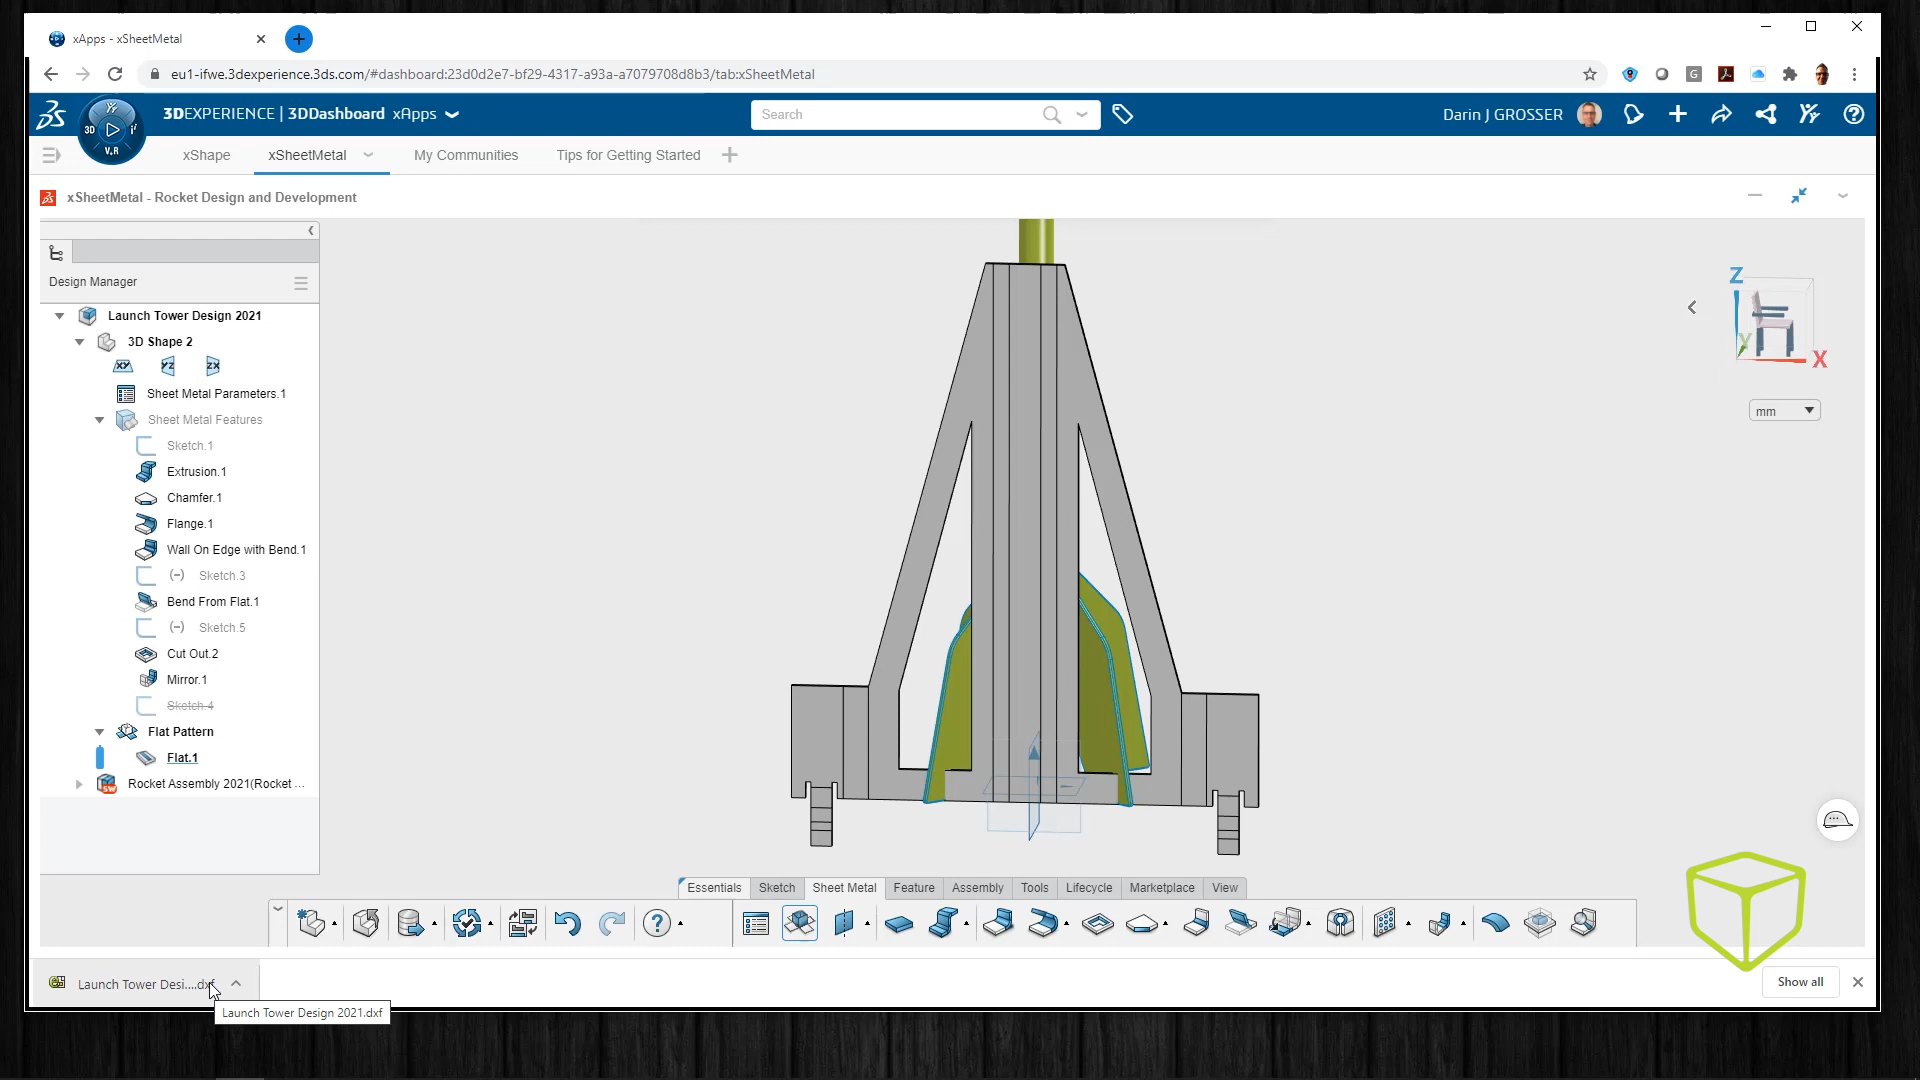 xApps - xSheetMetal
eu1-ifwe.3dexperience.3ds.com/#dashboard:23d0d2e7-bf29-4317-a93a-a7079708d8b3/tab:xSheetMetal
G
3D
V,R
3DEXPERIENCE | 3DDashboard xApps
Search
Darin J GROSSER
xShape
xSheetMetal
My Communities
Tips for Getting Started
xSheetMetal - Rocket Design and Development
Design Manager
Launch Tower Design 2021
3D Shape 2
XY
YZ
ZX
Sheet Metal Parameters.1
Sheet Metal Features
Sketch.1
Extrusion.1
Chamfer.1
Flange.1
Wall On Edge with Bend.1
(-) Sketch.3
Bend From Flat.1
(-) Sketch.5
Cut Out.2
Mirror.1
Sketch.4
Flat Pattern
Flat.1
SW
Rocket Assembly 2021(Rocket ...
Z
Y
X
mm
Essentials
Sketch
Sheet Metal
Feature
Assembly
Tools
Lifecycle
Marketplace
View
Launch Tower Desi....dxf
Launch Tower Design 2021.dxf
Show all